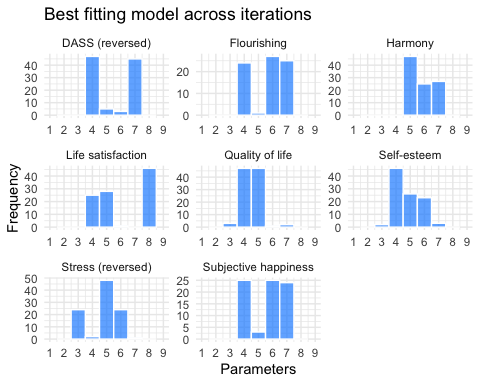 Best fitting model across iterations
DASS (reversed) Flourishing Harmony
40 30 20 10 0
20 10 0
40 30 20 10 0
1 2 3 4 5 6 7 8 9 1 2 3 4 5 6 7 8 9 1 2 3 4 5 6 7 8 9
Life satisfaction Quality of life Self-esteem
40 30 20 10 0
40 30 20 10 0
40 30 20 10 0
1 2 3 4 5 6 7 8 9 1 2 3 4 5 6 7 8 9 1 2 3 4 5 6 7 8 9
Frequency
Stress (reversed) Subjective happiness
50 40 30 20 10 0
25 20 15 10 5 0
1 2 3 4 5 6 7 8 9 1 2 3 4 5 6 7 8 9
Parameters